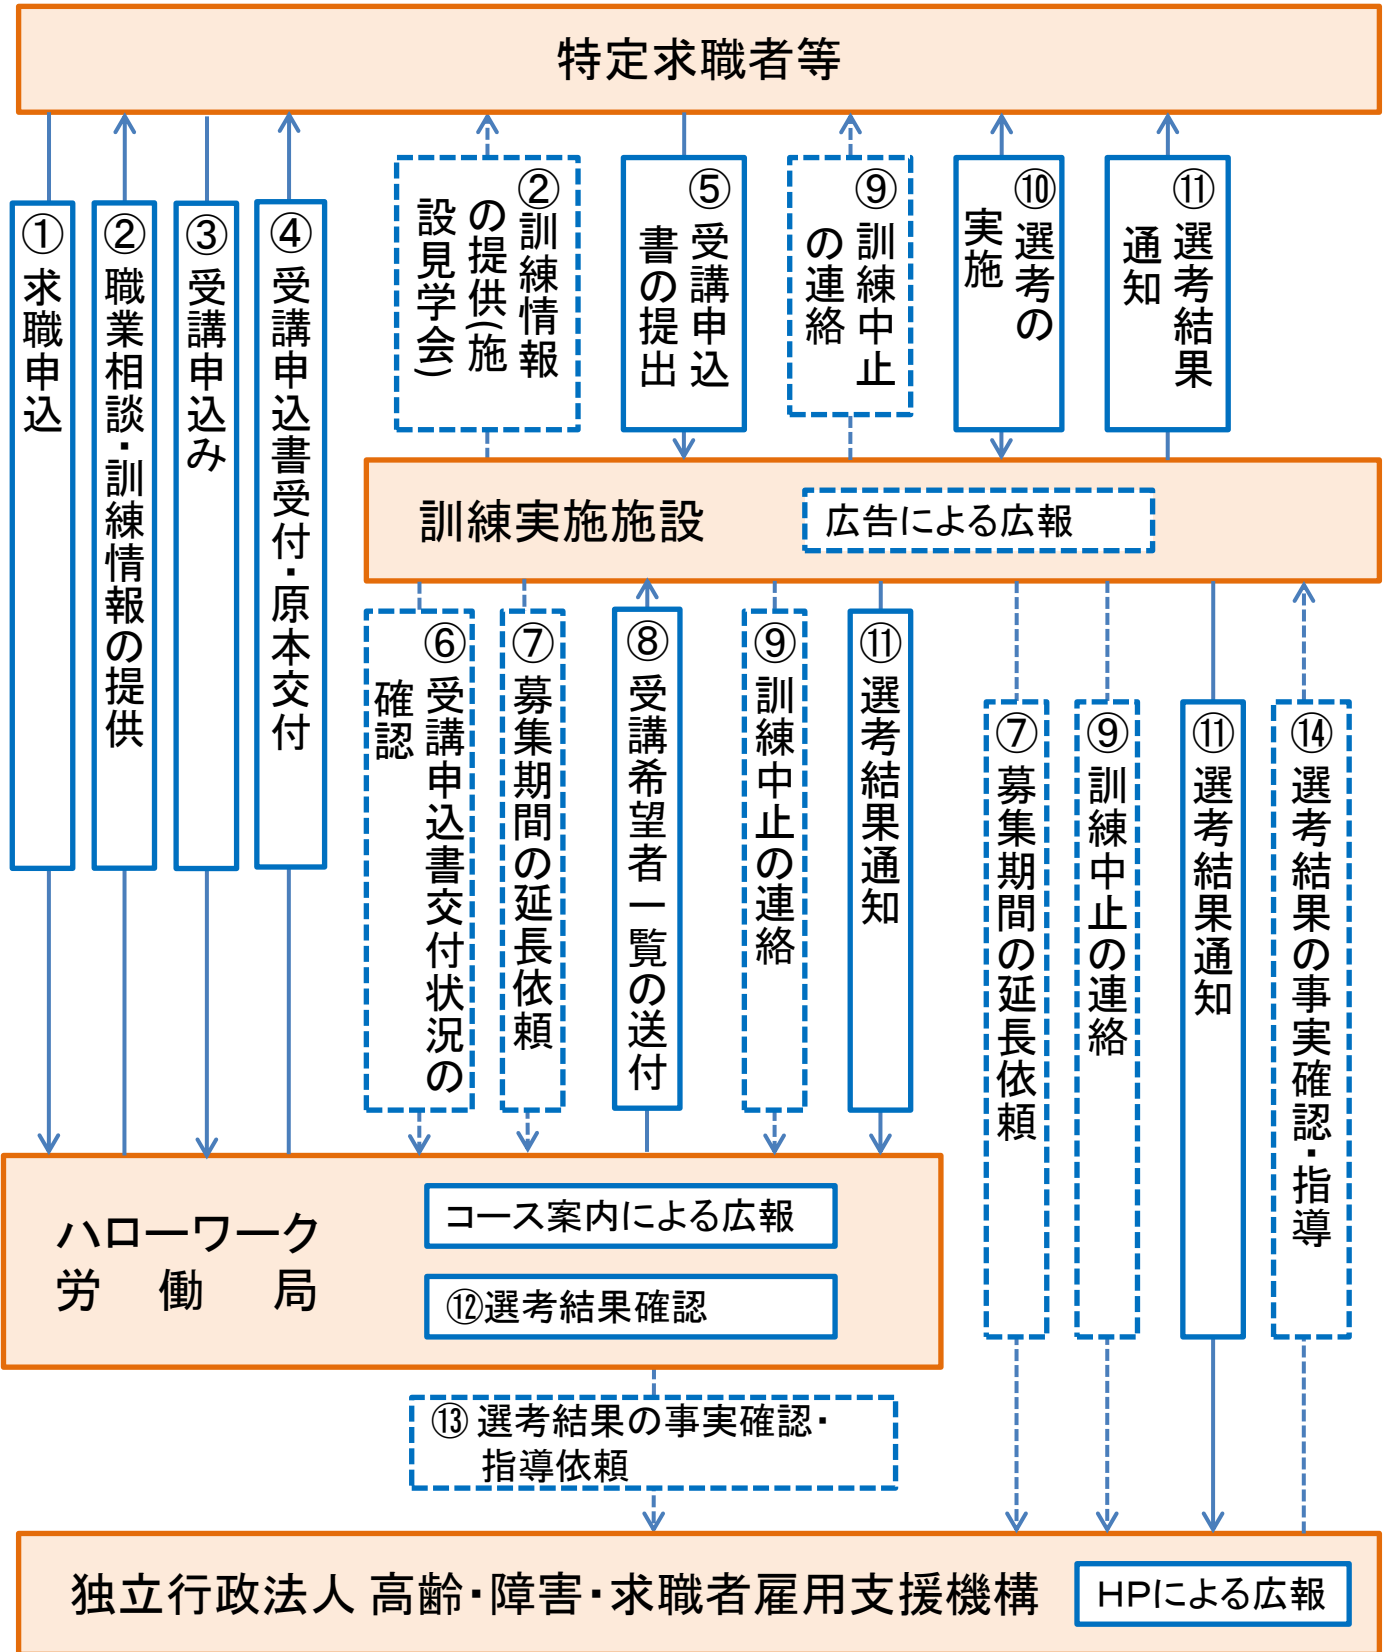 特定求職者等
①求職申込
②職業相談・訓練情報の提供
③受講申込み
④受講申込書受付・原本交付
②訓練情報
の提供(施
設見学会)
⑤受講申込
書の提出
⑨訓練中止
の連絡
⑩選考の
実施
⑪選考結果
通知
訓練実施施設
広告による広報
⑥受講申込書交付状況の
確認
⑦募集期間の延長依頼
⑧受講希望者一覧の送付
⑨訓練中止の連絡
⑪選考結果通知
⑦募集期間の延長依頼
⑨訓練中止の連絡
⑪選考結果通知
⑭選考結果の事実確認・指導
ハローワーク
労 働 局
コース案内による広報
⑫選考結果確認
⑬選考結果の事実確認・
指導依頼
独立行政法人 高齢・障害・求職者雇用支援機構
HPによる広報